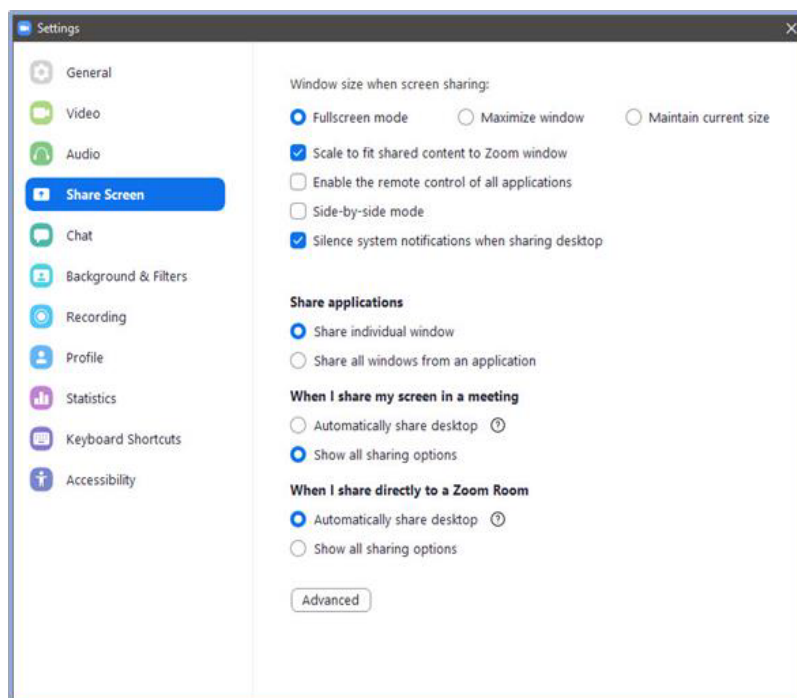 Settings
General
Video
Audio
Share Screen
Chat
Background & Filters
Recording
Profile
Statistics
Keyboard Shortcuts
Accessibility
Window size when screen sharing:
Fullscreen mode Maximize window Maintain current size
Scale to fit shared content to Zoom window
Enable the remote control of all applications
Side-by-side mode
Silence system notifications when sharing desktop
Share applications
Share individual window
Share all windows from an application
When I share my screen in a meeting
Automatically share desktop ?
Show all sharing options
When I share directly to a Zoom Room
Automatically share desktop ?
Show all sharing options
Advanced